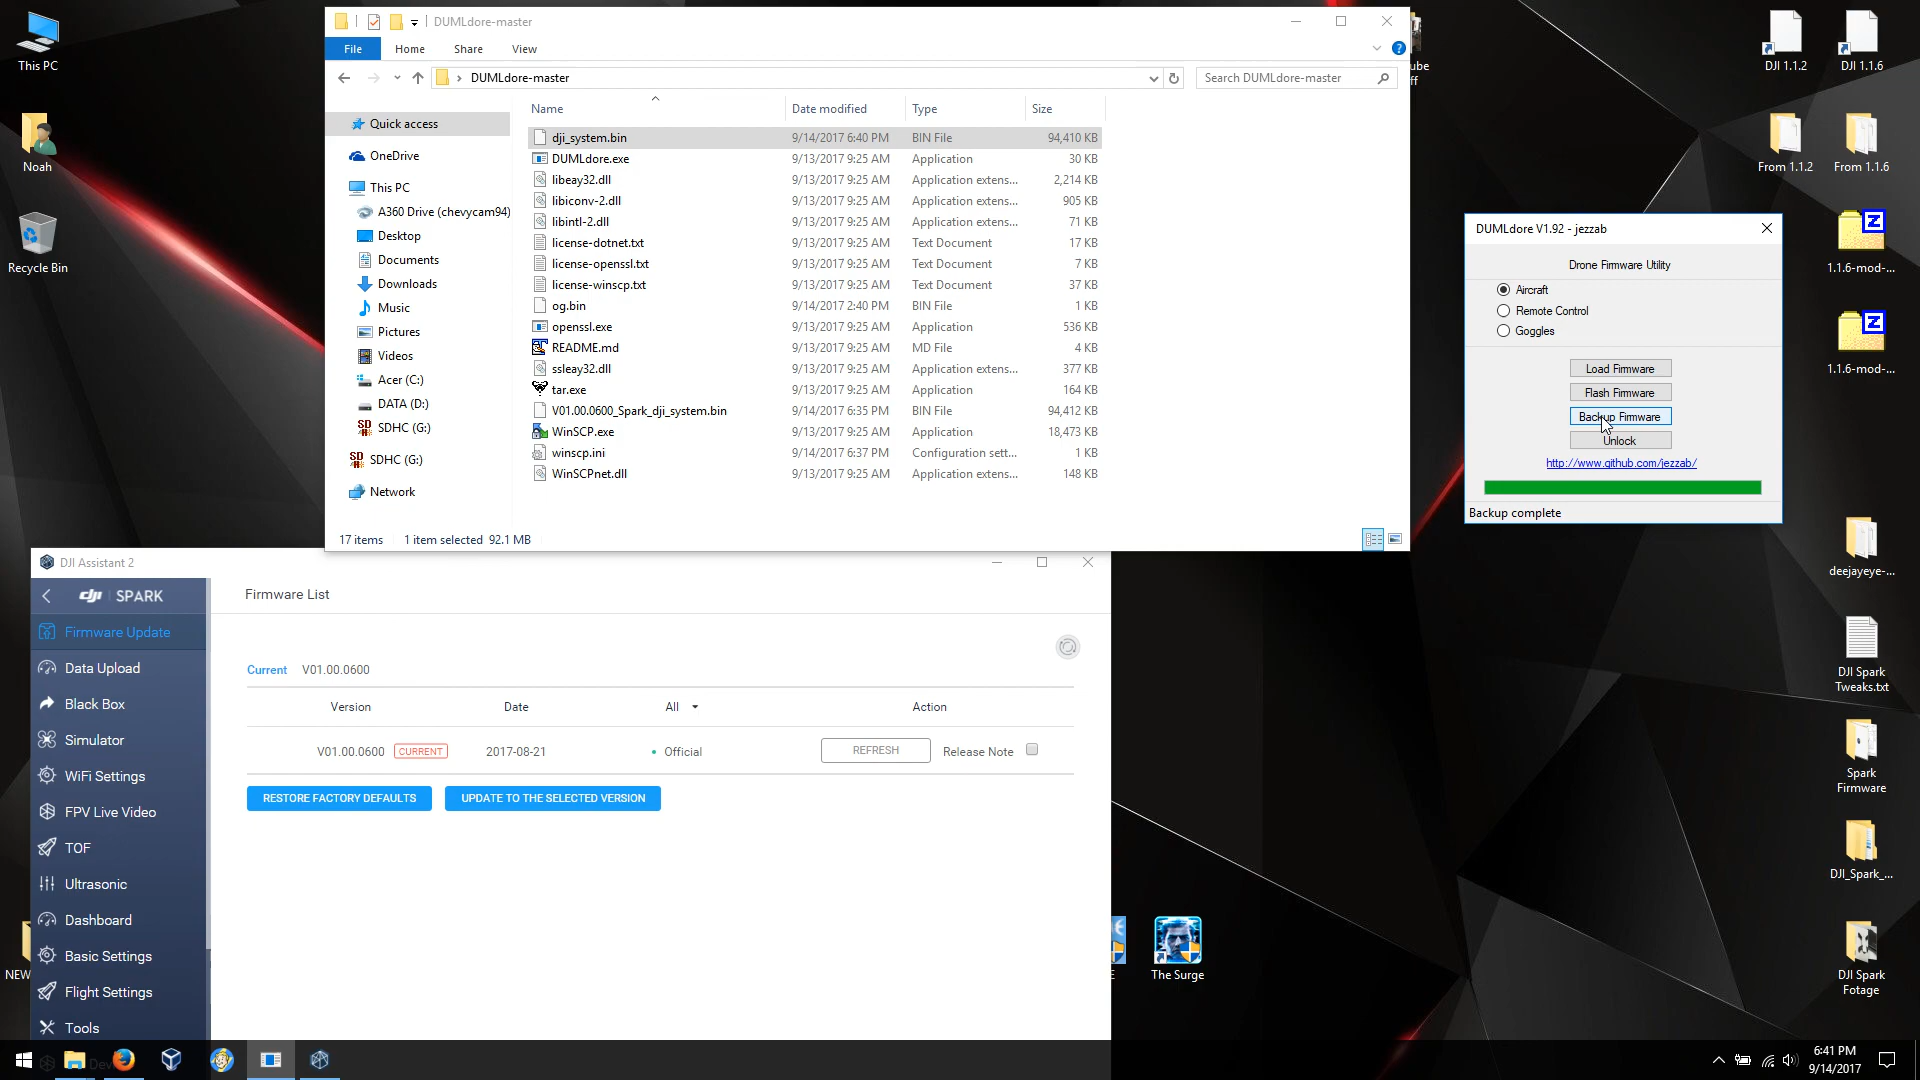 This PC
Noah
Recycle Bin
NEW
DUMLdore-master
File Home Share View
DUMLdore-master
Search DUMLdore-master
Quick access
OneDrive
This PC
A360 Drive (chevycam94)
Desktop
Documents
Downloads
Music
Pictures
Videos
Acer (C:)
DATA (D:)
SDHC (G:)
SDHC (G:)
Network
Name Date modified Type Size
dji_system.bin 9/14/2017 6:40 PM BIN File 94,410 KB
DUMLdore.exe 9/13/2017 9:25 AM Application 30 KB
libeay32.dll 9/13/2017 9:25 AM Application extens... 2,214 KB
libiconv-2.dll 9/13/2017 9:25 AM Application extens... 905 KB
libintl-2.dll 9/13/2017 9:25 AM Application extens... 71 KB
license-dotnet.txt 9/13/2017 9:25 AM Text Document 17 KB
license-openssl.txt 9/13/2017 9:25 AM Text Document 7 KB
license-winscp.txt 9/13/2017 9:25 AM Text Document 37 KB
og.bin 9/14/2017 2:40 PM BIN File 1 KB
openssl.exe 9/13/2017 9:25 AM Application 536 KB
README.md 9/13/2017 9:25 AM MD File 4 KB
ssleay32.dll 9/13/2017 9:25 AM Application extens... 377 KB
tar.exe 9/13/2017 9:25 AM Application 164 KB
V01.00.0600_Spark_dji_system.bin 9/14/2017 6:35 PM BIN File 94,412 KB
WinSCP.exe 9/13/2017 9:25 AM Application 18,473 KB
winscp.ini 9/14/2017 6:37 PM Configuration sett... 1 KB
WinSCPnet.dll 9/13/2017 9:25 AM Application extens... 148 KB
17 items 1 item selected 92.1 MB
DUMLdore V1.92 - jezzab
Drone Firmware Utility
Aircraft
Remote Control
Goggles
Load Firmware
Flash Firmware
Backup Firmware
Unlock
http://www.github.com/jezzab/
Backup complete
DJI Assistant 2
dji SPARK
Firmware Update
Data Upload
Black Box
Simulator
WiFi Settings
FPV Live Video
TOF
Ultrasonic
Dashboard
Basic Settings
Flight Settings
Tools
Firmware List
Current V01.00.0600
Version Date All Action
V01.00.0600 CURRENT 2017-08-21 Official REFRESH Release Note
RESTORE FACTORY DEFAULTS UPDATE TO THE SELECTED VERSION
The Surge
DJI 1.1.2
DJI 1.1.6
From 1.1.2
From 1.1.6
1.1.6-mod-...
1.1.6-mod-...
deejayeye-...
DJI Spark
Tweaks.txt
Spark
Firmware
DJI_Spark_...
DJI Spark
Fotage
6:41 PM
9/14/2017